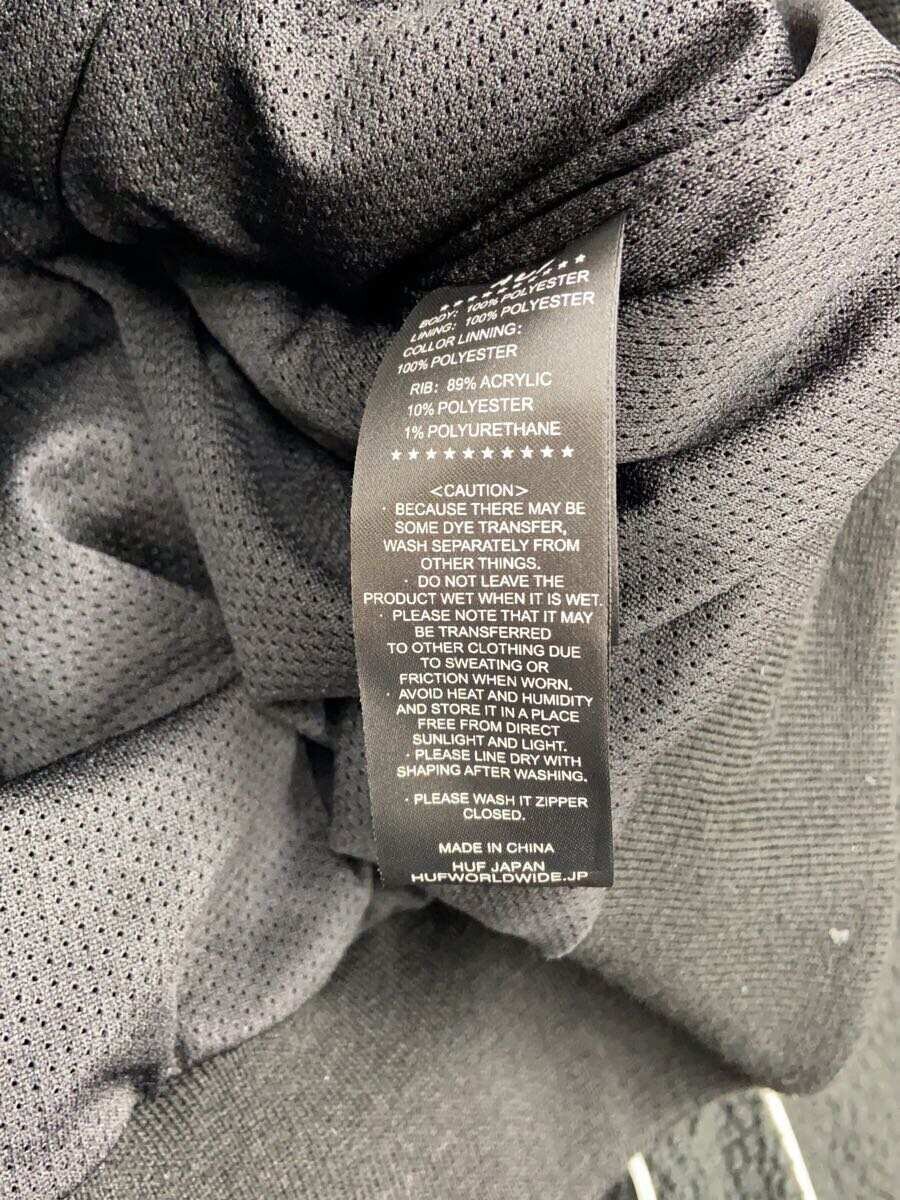 ★★★★★★★★★★
BODY: 100% POLYESTER
LINING: 100% POLYESTER
COLLOR LINNING:
100% POLYESTER
RIB: 89% ACRYLIC
10% POLYESTER
1% POLYURETHANE
★★★★★★★★★★
<CAUTION>
· BECAUSE THERE MAY BE
SOME DYE TRANSFER,
WASH SEPARATELY FROM
OTHER THINGS.
· DO NOT LEAVE THE
PRODUCT WET WHEN IT IS WET.
· PLEASE NOTE THAT IT MAY
BE TRANSFERRED
TO OTHER CLOTHING DUE
TO SWEATING OR
FRICTION WHEN WORN.
· AVOID HEAT AND HUMIDITY
AND STORE IT IN A PLACE
FREE FROM DIRECT
SUNLIGHT AND LIGHT.
· PLEASE LINE DRY WITH
SHAPING AFTER WASHING.
· PLEASE WASH IT ZIPPER
CLOSED.
MADE IN CHINA
HUF JAPAN
HUFWORLDWIDE.JP